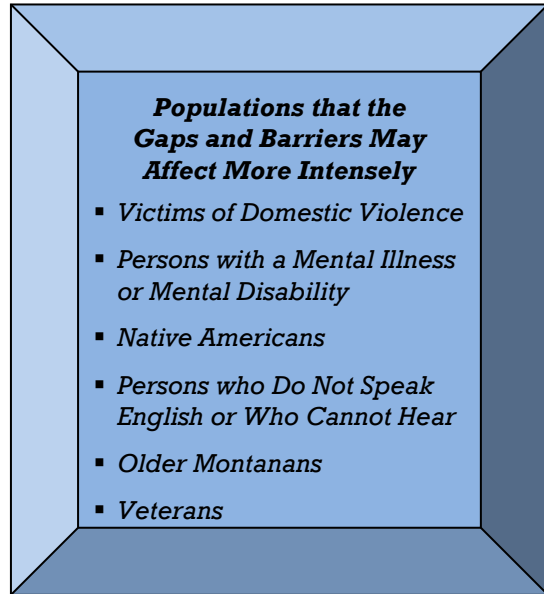 Populations that the
Gaps and Barriers May
Affect More Intensely
▪ Victims of Domestic Violence
▪ Persons with a Mental Illness
or Mental Disability
▪ Native Americans
▪ Persons who Do Not Speak
English or Who Cannot Hear
▪ Older Montanans
▪ Veterans